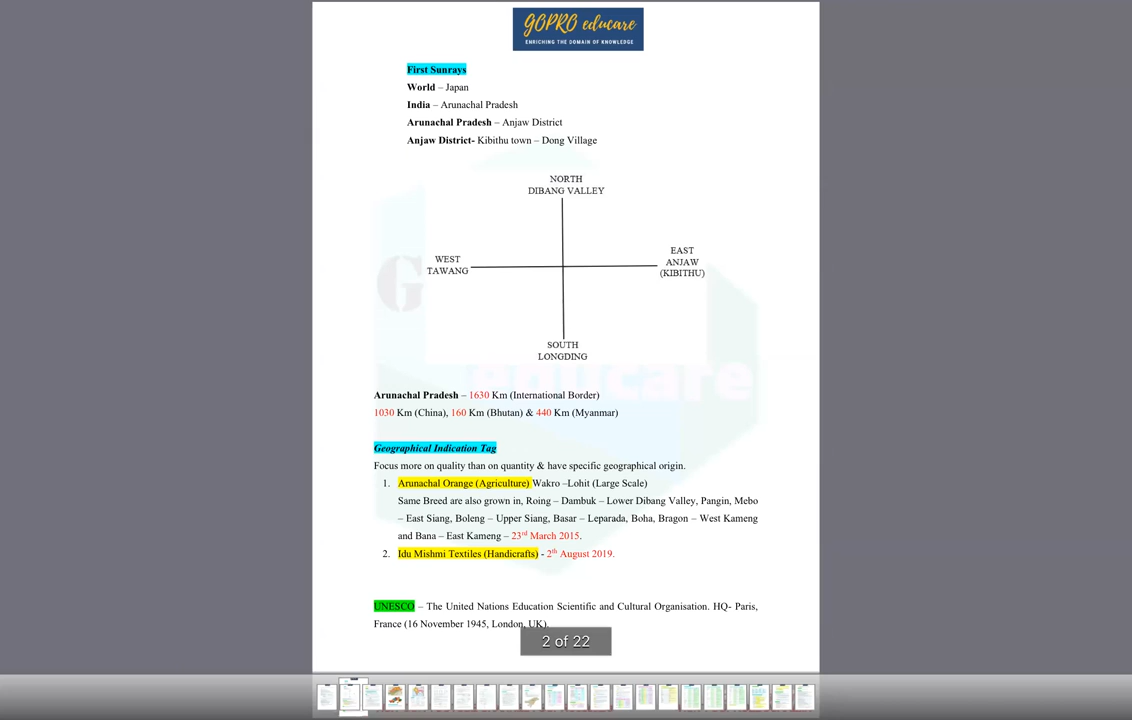 GOPRO educare
ENRICHING THE DOMAIN OF KNOWLEDGE
First Sunrays
World – Japan
India – Arunachal Pradesh
Arunachal Pradesh – Anjaw District
Anjaw District- Kibithu town – Dong Village
NORTH
DIBANG VALLEY
WEST
TAWANG
EAST
ANJAW
(KIBITHU)
SOUTH
LONGDING
G
educare
Arunachal Pradesh – 1630 Km (International Border)
1030 Km (China), 160 Km (Bhutan) & 440 Km (Myanmar)
Geographical Indication Tag
Focus more on quality than on quantity & have specific geographical origin.
1. Arunachal Orange (Agriculture) Wakro –Lohit (Large Scale)
Same Breed are also grown in, Roing – Dambuk – Lower Dibang Valley, Pangin, Mebo
– East Siang, Boleng – Upper Siang, Basar – Leparada, Boha, Bragon – West Kameng
and Bana – East Kameng – 23rd March 2015.
2. Idu Mishmi Textiles (Handicrafts) - 2th August 2019.
UNESCO – The United Nations Education Scientific and Cultural Organisation. HQ- Paris,
France (16 November 1945, London, UK).
2 of 22